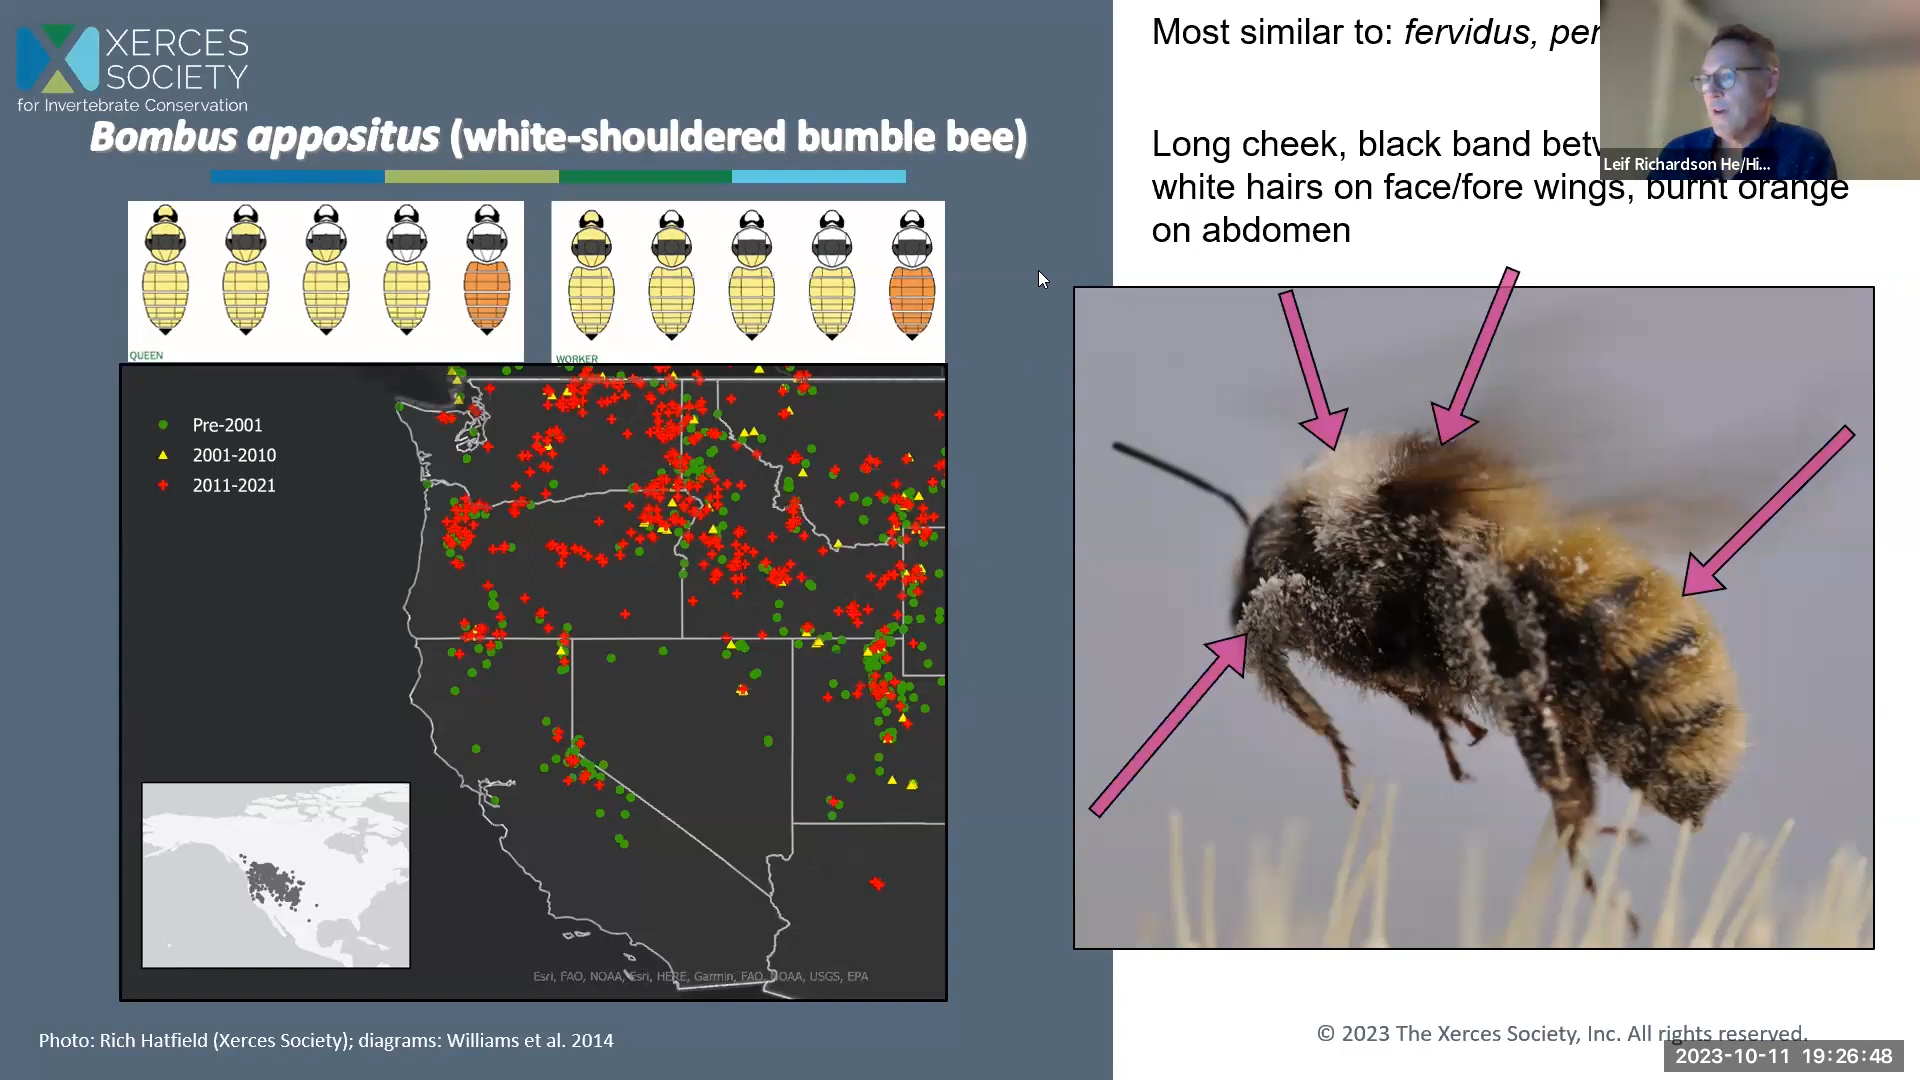 XERCES
SOCIETY
for Invertebrate Conservation
Bombus appositus (white-shouldered bumble bee)
QUEEN
WORKER
Pre-2001
2001-2010
2011-2021
Esri, FAO, NOAA, Esri, HERE, Garmin, FAO, NOAA, USGS, EPA
Photo: Rich Hatfield (Xerces Society); diagrams: Williams et al. 2014
Most similar to: fervidus,
Long cheek, black band
white hairs on face/fore wings, burnt orange
on abdomen
Leif Richardson He/Hi...
© 2023 The Xerces Society, Inc. All rights reserved.
2023-10-11 19:26:48